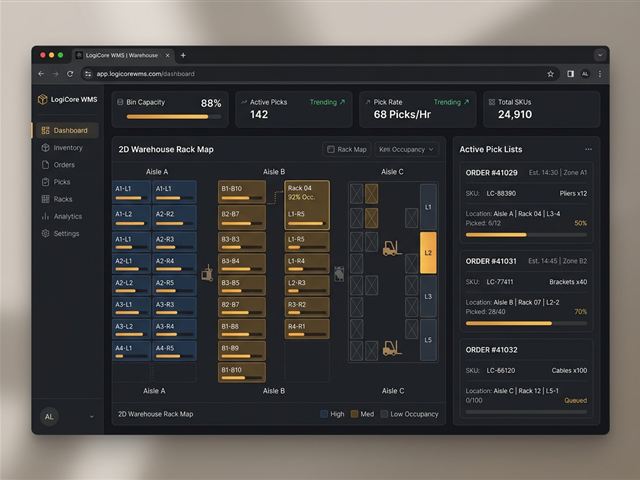 LogiCore WMS | Warehouse
app.logicorewms.com/dashboard
AL
LogiCore WMS
Dashboard
Inventory
Orders
Picks
Racks
Analytics
Settings
AL
Bin Capacity
88%
Active Picks
Trending ↗
142
Pick Rate
Trending ↗
68 Picks/Hr
Total SKUs
24,910
2D Warehouse Rack Map
Rack Map
Occupancy
Aisle A
Aisle B
Aisle C
A1-L1
A1-L1
A1-L2
A2-R2
A1-L1
A2-R3
A2-L1
A2-R4
A2-L2
A2-R5
A3-L1
A3-R3
A3-L2
A3-R4
A4-L1
A4-R5
B1-B10
B2-B7
B3-B3
B3-B4
B3-B5
B2-B7
B1-B8
B1-B9
B1-B10
Rack 04
92% Occ.
L1-R5
L1-R5
L1-R4
L2-R3
R3-R2
R4-R1
L1
L2
L3
L5
Aisle A
Aisle B
Aisle C
2D Warehouse Rack Map
High
Med
Low Occupancy
Active Pick Lists
ORDER #41029
Est. 14:30 | Zone A1
SKU: LC-88390
Pliers x12
Location: Aisle A | Rack 04 | L3-4
Picked: 6/12
50%
ORDER #41031
Est. 14:45 | Zone B2
SKU: LC-77411
Brackets x40
Location: Aisle B | Rack 07 | L2-2
Picked: 28/40
70%
ORDER #41032
SKU: LC-66120
Cables x100
Location: Aisle C | Rack 12 | L5-1
0/100
Queued